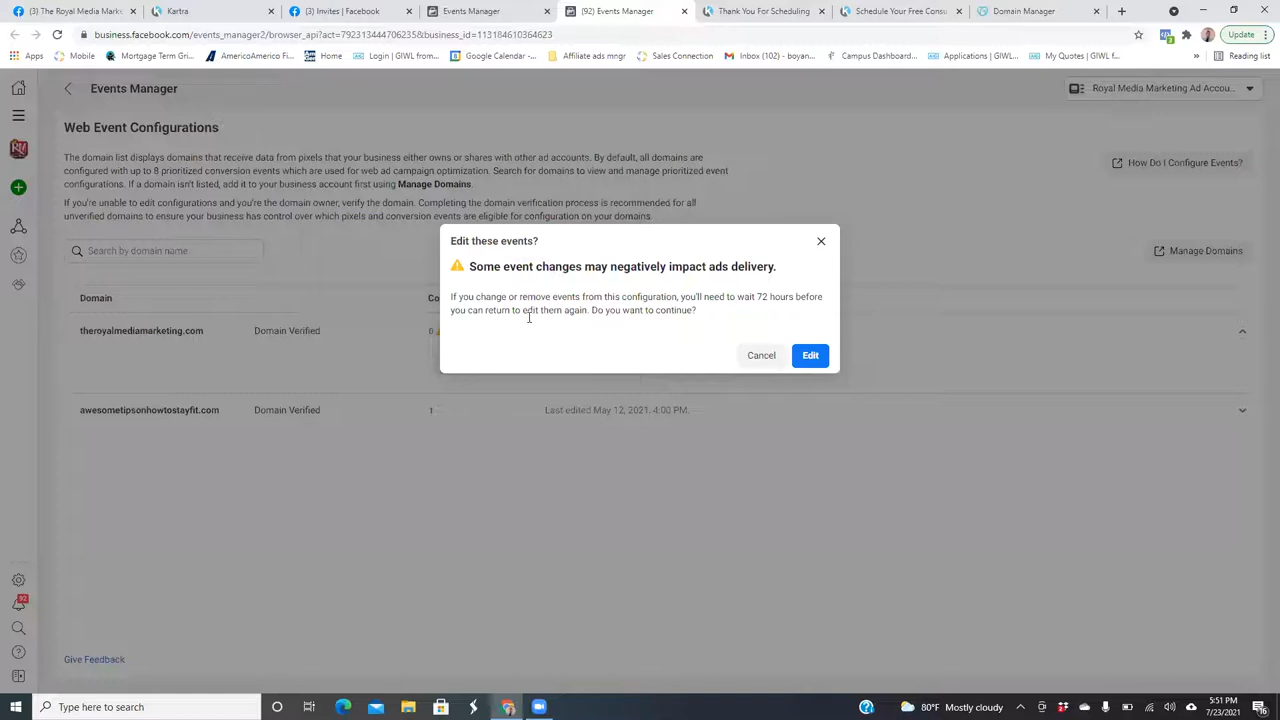 (3) The Royal Media Mark
Kartra
(3) Invites | Facebook
Events Manager
(92) Events Manager
Thank You For Scheduling
Schedule Your Free Consu
Domain Manager
business.facebook.com/events_manager2/browser_api?act=7923134447062358&business_id=113184610364623
Update
Apps
Mobile
Mortgage Term Gri...
AmericoAmerico Fi...
Home
Login | GIWL from...
Google Calendar -...
Affiliate ads mngr
Sales Connection
Inbox (102) - boyan...
Campus Dashboard...
Applications | GIWL...
My Quotes | GIWL f...
Reading list
Events Manager
Royal Media Marketing Ad Accou...
Web Event Configurations
The domain list displays domains that receive data from pixels that your business either owns or shares with other ad accounts. By default, all domains are
configured with up to 8 prioritized conversion events which are used for web ad campaign optimization. Search for domains to view and manage prioritized event
configurations. If a domain isn't listed, add it to your business account first using Manage Domains.
How Do I Configure Events?
If you're unable to edit configurations and you're the domain owner, verify the domain. Completing the domain verification process is recommended for all
unverified domains to ensure your business has control over which pixels and conversion events are eligible for configuration on your domains.
Search by domain name
Manage Domains
Edit these events?
Some event changes may negatively impact ads delivery.
If you change or remove events from this configuration, you'll need to wait 72 hours before
you can return to edit them again. Do you want to continue?
Cancel
Edit
Domain
Co
theroyalmediamarketing.com
Domain Verified
0
awesometipsonhowtostayfit.com
Domain Verified
1
Last edited May 12, 2021, 4:00 PM.
92
Give Feedback
Type here to search
80°F Mostly cloudy
5:51 PM
7/23/2021